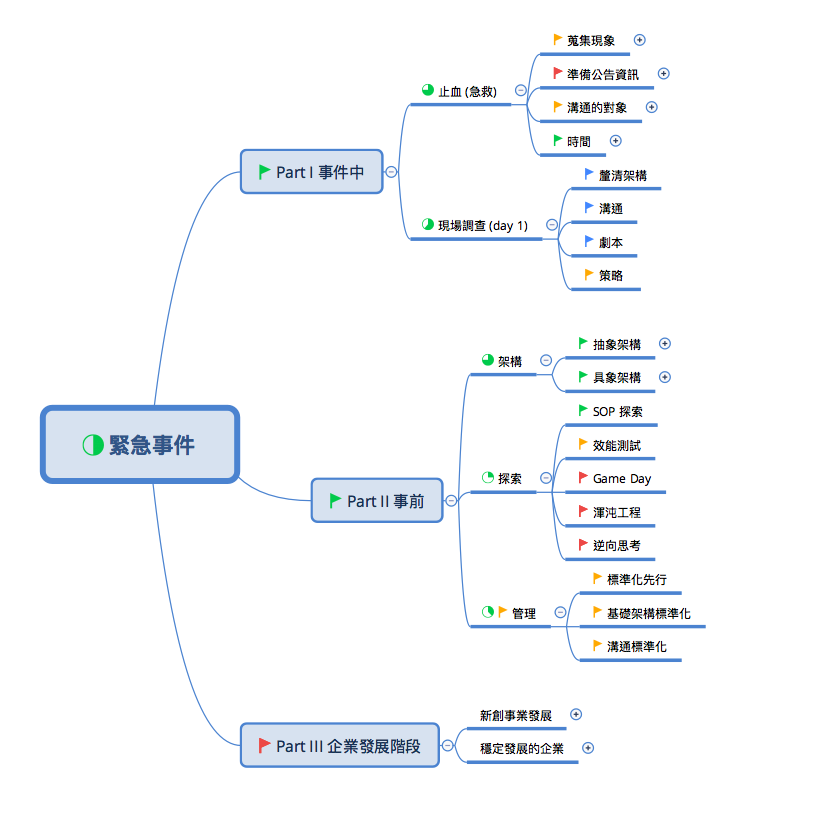 緊急事件
Part I 事件中
止血 (急救)
蒐集現象
準備公告資訊
溝通的對象
時間
現場調查 (day 1)
釐清架構
溝通
劇本
策略
Part II 事前
架構
抽象架構
具象架構
探索
SOP 探索
效能測試
Game Day
渾沌工程
逆向思考
管理
標準化先行
基礎架構標準化
溝通標準化
Part III 企業發展階段
新創事業發展
穩定發展的企業